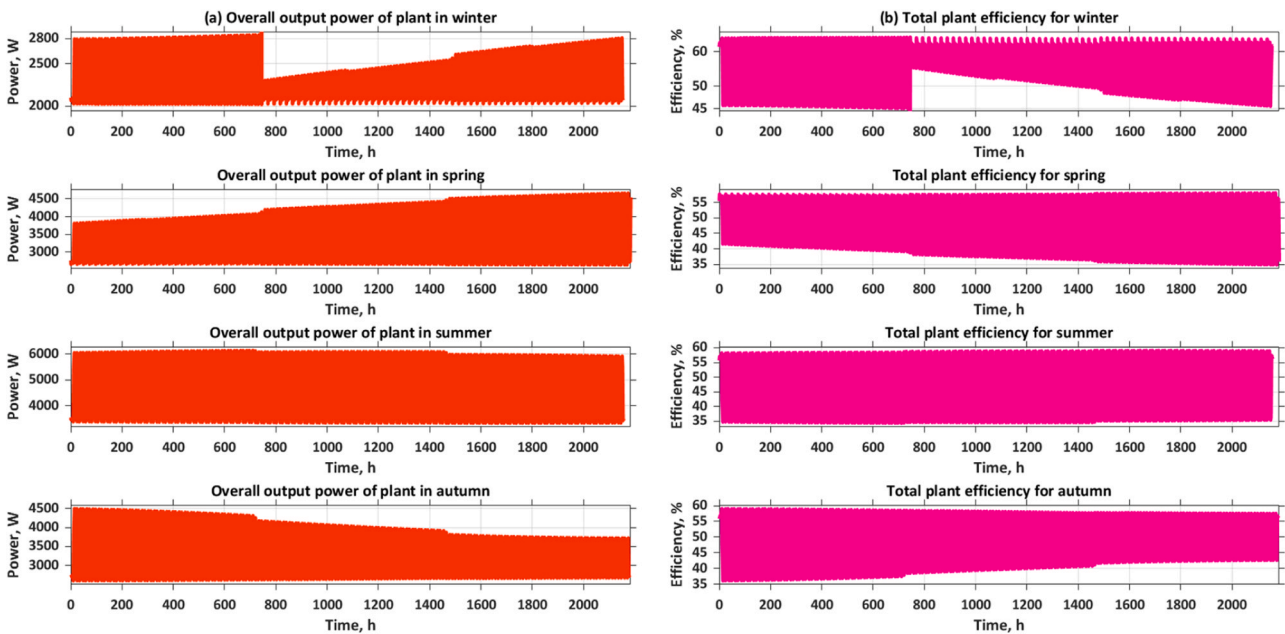 (a) Overall output power of plant in winter
Power, W
2800
2500
2000
0 200 400 600 800 1000 1200 1400 1600 1800 2000
Time, h
(b) Total plant efficiency for winter
Efficiency, %
60
50
45
0 200 400 600 800 1000 1200 1400 1600 1800 2000
Time, h
Overall output power of plant in spring
Power, W
4500
4000
3000
0 200 400 600 800 1000 1200 1400 1600 1800 2000
Time, h
Total plant efficiency for spring
Efficiency, %
55
45
40
35
0 200 400 600 800 1000 1200 1400 1600 1800 2000
Time, h
Overall output power of plant in summer
Power, W
6000
5000
4000
0 200 400 600 800 1000 1200 1400 1600 1800 2000
Time, h
Total plant efficiency for summer
Efficiency, %
60
55
50
45
35
0 200 400 600 800 1000 1200 1400 1600 1800 2000
Time, h
Overall output power of plant in autumn
Power, W
4500
4000
3500
3000
0 200 400 600 800 1000 1200 1400 1600 1800 2000
Time, h
Total plant efficiency for autumn
Efficiency, %
60
55
50
40
35
0 200 400 600 800 1000 1200 1400 1600 1800 2000
Time, h